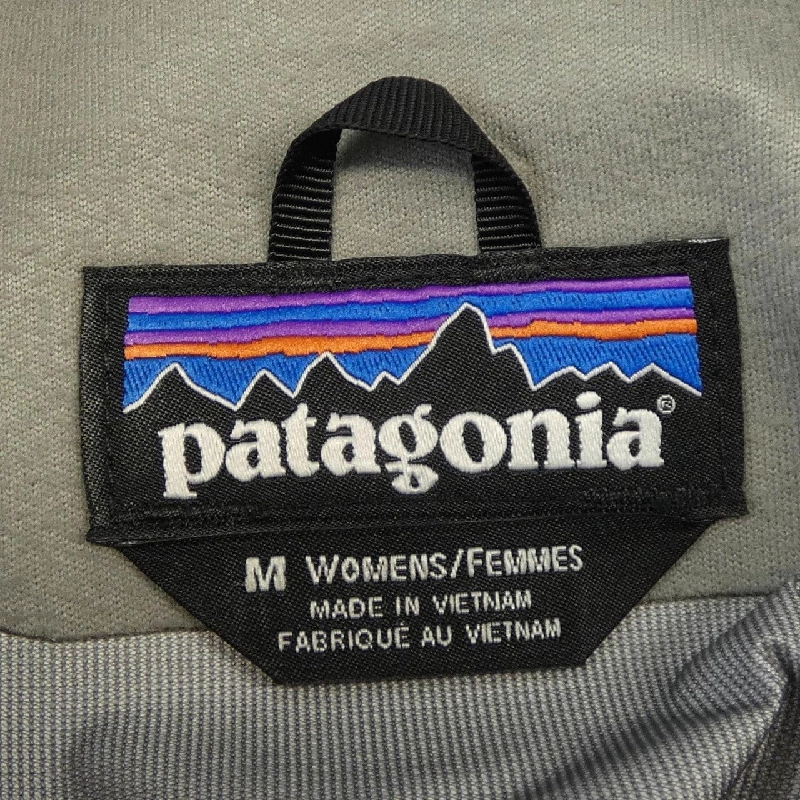 patagonia®
M WOMENS/FEMMES
MADE IN VIETNAM
FABRIQUÉ AU VIETNAM